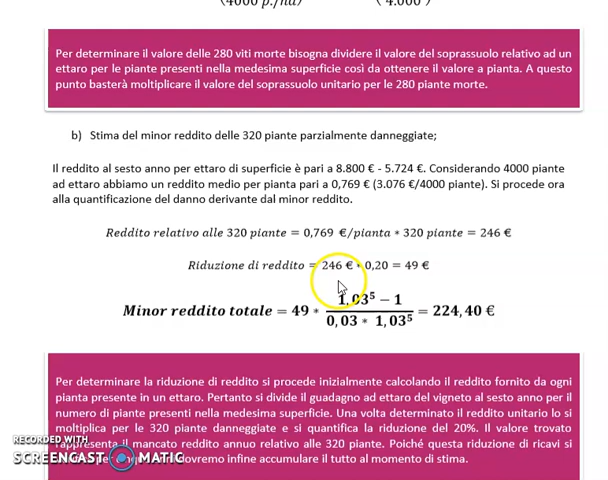 (4000 p./ha) ( 4.000 )
Per determinare il valore delle 280 viti morte bisogna dividere il valore del soprassuolo relativo ad un
ettaro per le piante presenti nella medesima superficie così da ottenere il valore a pianta. A questo
punto basterà moltiplicare il valore del soprassuolo unitario per le 280 piante morte.
b) Stima del minor reddito delle 320 piante parzialmente danneggiate;
Il reddito al sesto anno per ettaro di superficie è pari a 8.800 € - 5.724 €. Considerando 4000 piante
ad ettaro abbiamo un reddito medio per pianta pari a 0,769 € (3.076 €/4000 piante). Si procede ora
alla quantificazione del danno derivante dal minor reddito.
Reddito relativo alle 320 piante = 0,769 €/pianta * 320 piante = 246 €
Riduzione di reddito = 246 € * 0,20 = 49 €
Minor reddito totale = 49 * (1,03⁵ − 1) / (0,03 * 1,03⁵) = 224,40 €
Per determinare la riduzione di reddito si procede inizialmente calcolando il reddito fornito da ogni
pianta presente in un ettaro. Pertanto si divide il guadagno ad ettaro del vigneto al sesto anno per il
numero di piante presenti nella medesima superficie. Una volta determinato il reddito unitario lo si
moltiplica per le 320 piante danneggiate e si quantifica la riduzione del 20%. Il valore trovato
rappresenta il mancato reddito annuo relativo alle 320 piante. Poiché questa riduzione di ricavi si
dovremo infine accumulare il tutto al momento di stima.
RECORDED WITH
SCREENCAST MATIC